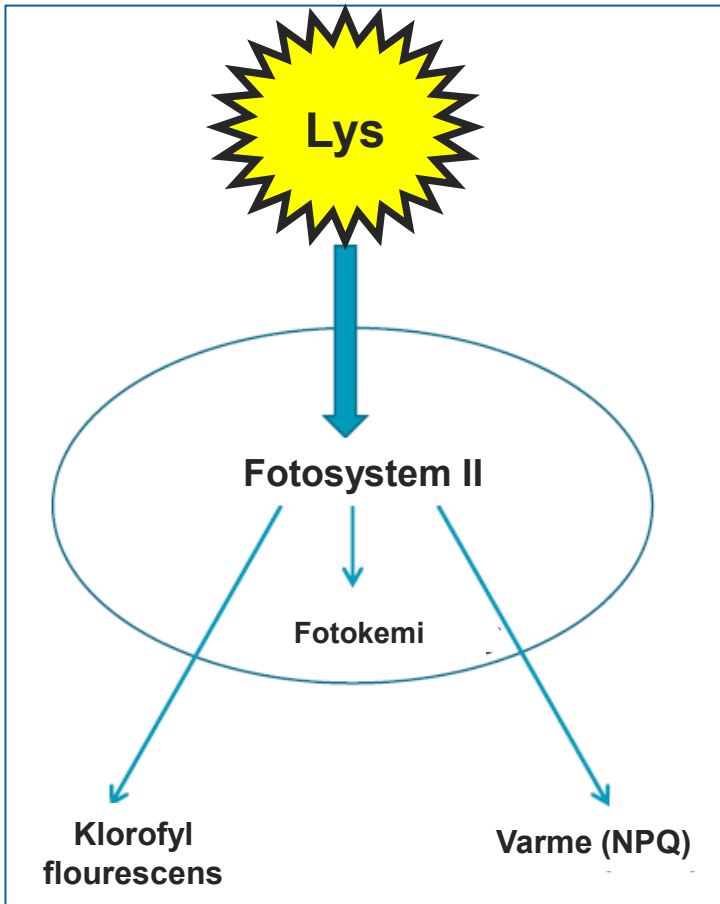 Lys
Fotosystem II
Fotokemi
Klorofyl
flourescens
Varme (NPQ)